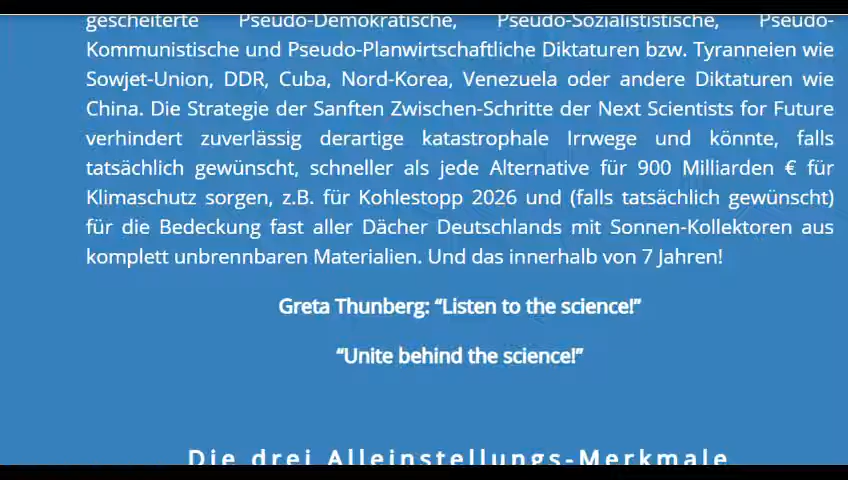 gescheiterte Pseudo-Demokratische, Pseudo-Sozialististische, Pseudo-
Kommunistische und Pseudo-Planwirtschaftliche Diktaturen bzw. Tyranneien wie
Sowjet-Union, DDR, Cuba, Nord-Korea, Venezuela oder andere Diktaturen wie
China. Die Strategie der Sanften Zwischen-Schritte der Next Scientists for Future
verhindert zuverlässig derartige katastrophale Irrwege und könnte, falls
tatsächlich gewünscht, schneller als jede Alternative für 900 Milliarden € für
Klimaschutz sorgen, z.B. für Kohlestopp 2026 und (falls tatsächlich gewünscht)
für die Bedeckung fast aller Dächer Deutschlands mit Sonnen-Kollektoren aus
komplett unbrennbaren Materialien. Und das innerhalb von 7 Jahren!
Greta Thunberg: “Listen to the science!”
“Unite behind the science!”
Die drei Alleinstellungs-Merkmale